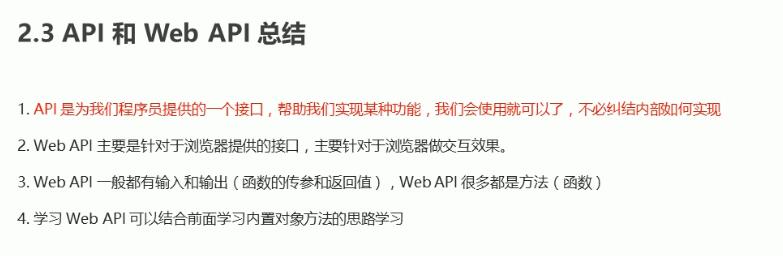 2.3 API 和 Web API 总结
1. API 是为我们程序员提供的一个接口，帮助我们实现某种功能，我们会使用就可以了，不必纠结内部如何实现
2. Web API 主要是针对于浏览器提供的接口，主要针对于浏览器做交互效果。
3. Web API 一般都有输入和输出（函数的传参和返回值），Web API 很多都是方法（函数）
4. 学习 Web API 可以结合前面学习内置对象方法的思路学习